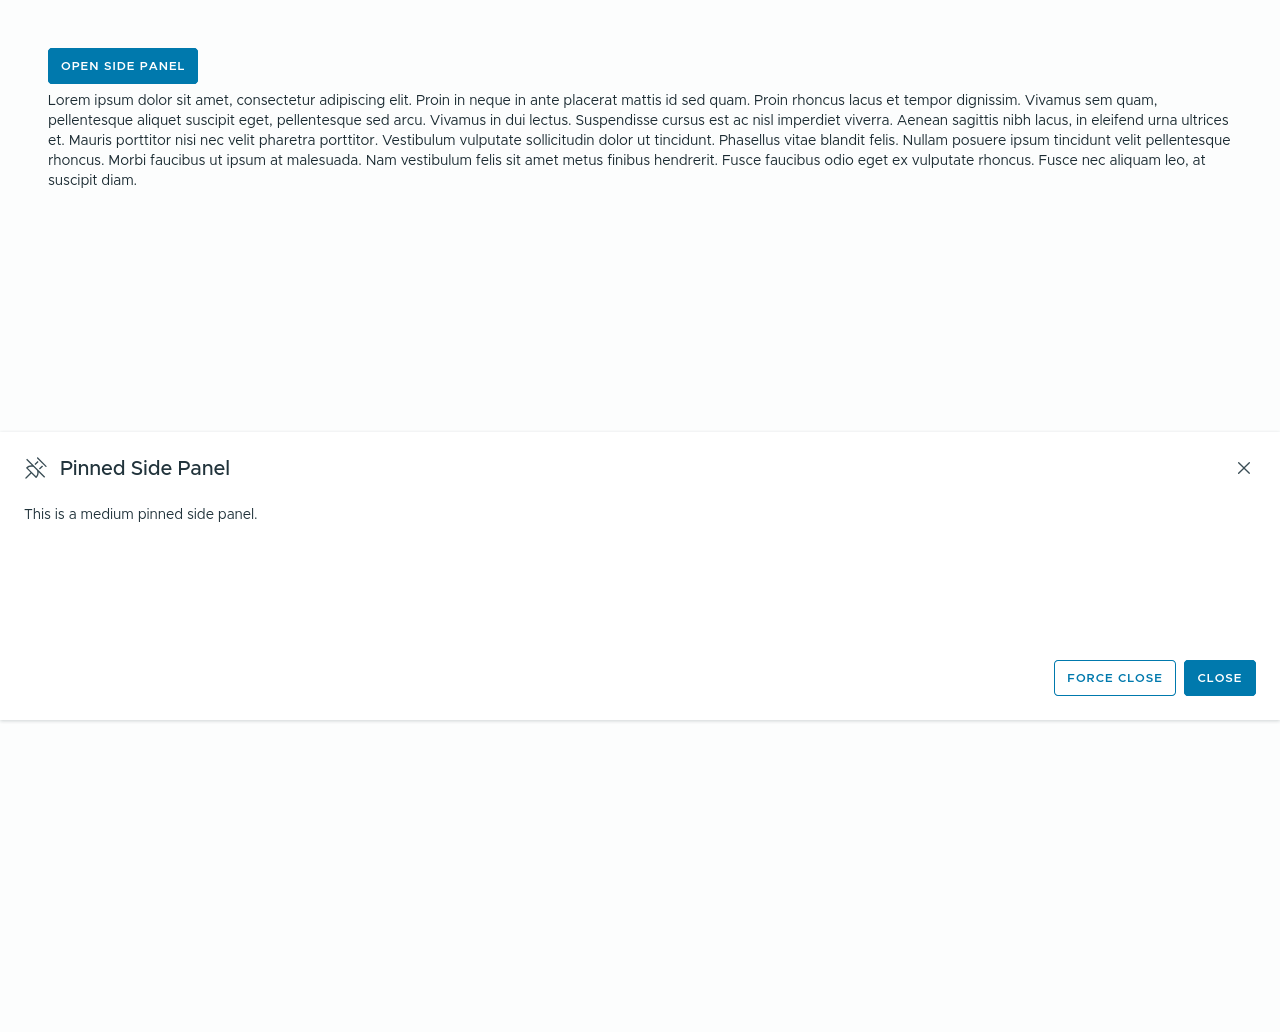 OPEN SIDE PANEL
Lorem ipsum dolor sit amet, consectetur adipiscing elit. Proin in neque in ante placerat mattis id sed quam. Proin rhoncus lacus et tempor dignissim. Vivamus sem quam,
pellentesque aliquet suscipit eget, pellentesque sed arcu. Vivamus in dui lectus. Suspendisse cursus est ac nisl imperdiet viverra. Aenean sagittis nibh lacus, in eleifend urna ultrices
et. Mauris porttitor nisi nec velit pharetra porttitor. Vestibulum vulputate sollicitudin dolor ut tincidunt. Phasellus vitae blandit felis. Nullam posuere ipsum tincidunt velit pellentesque
rhoncus. Morbi faucibus ut ipsum at malesuada. Nam vestibulum felis sit amet metus finibus hendrerit. Fusce faucibus odio eget ex vulputate rhoncus. Fusce nec aliquam leo, at
suscipit diam.
Pinned Side Panel
This is a medium pinned side panel.
FORCE CLOSE
CLOSE